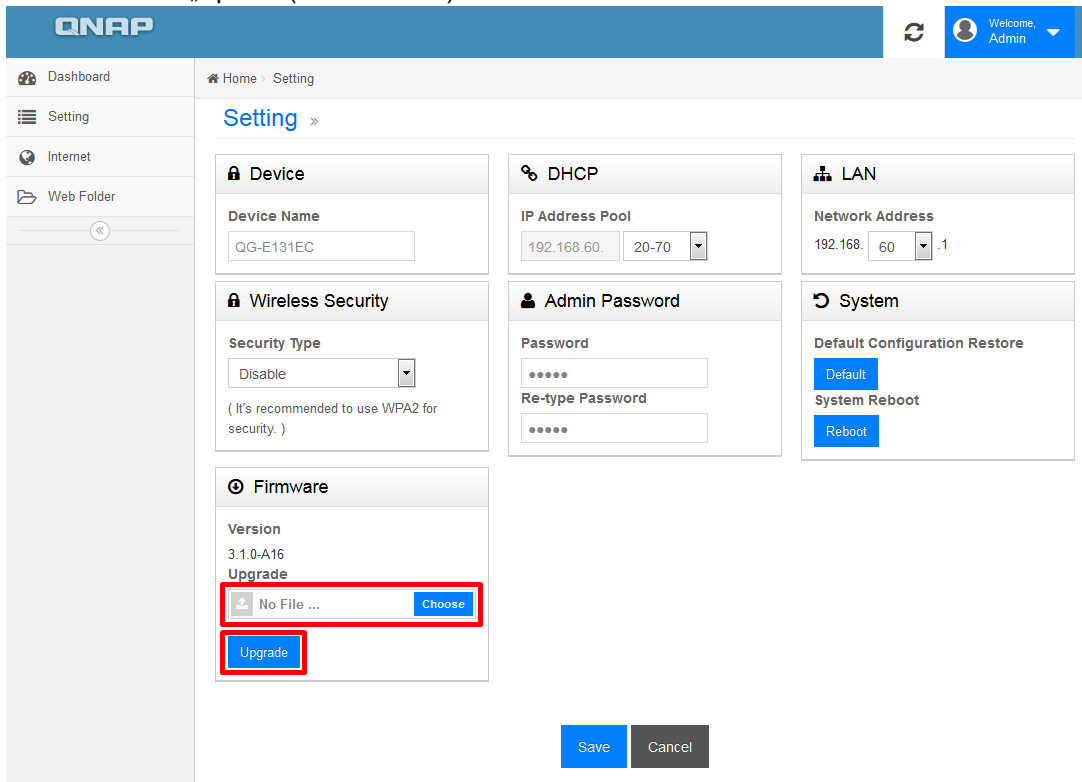 QNAP
Welcome,
Admin
Dashboard
Setting
Internet
Web Folder
Home > Setting
Setting »
Device
Device Name
QG-E131EC
DHCP
IP Address Pool
192.168.60. 20-70
LAN
Network Address
192.168. 60 .1
Wireless Security
Security Type
Disable
( It's recommended to use WPA2 for
security. )
Admin Password
Password
●●●●●
Re-type Password
●●●●●
System
Default Configuration Restore
Default
System Reboot
Reboot
Firmware
Version
3.1.0-A16
Upgrade
No File ... Choose
Upgrade
Save Cancel